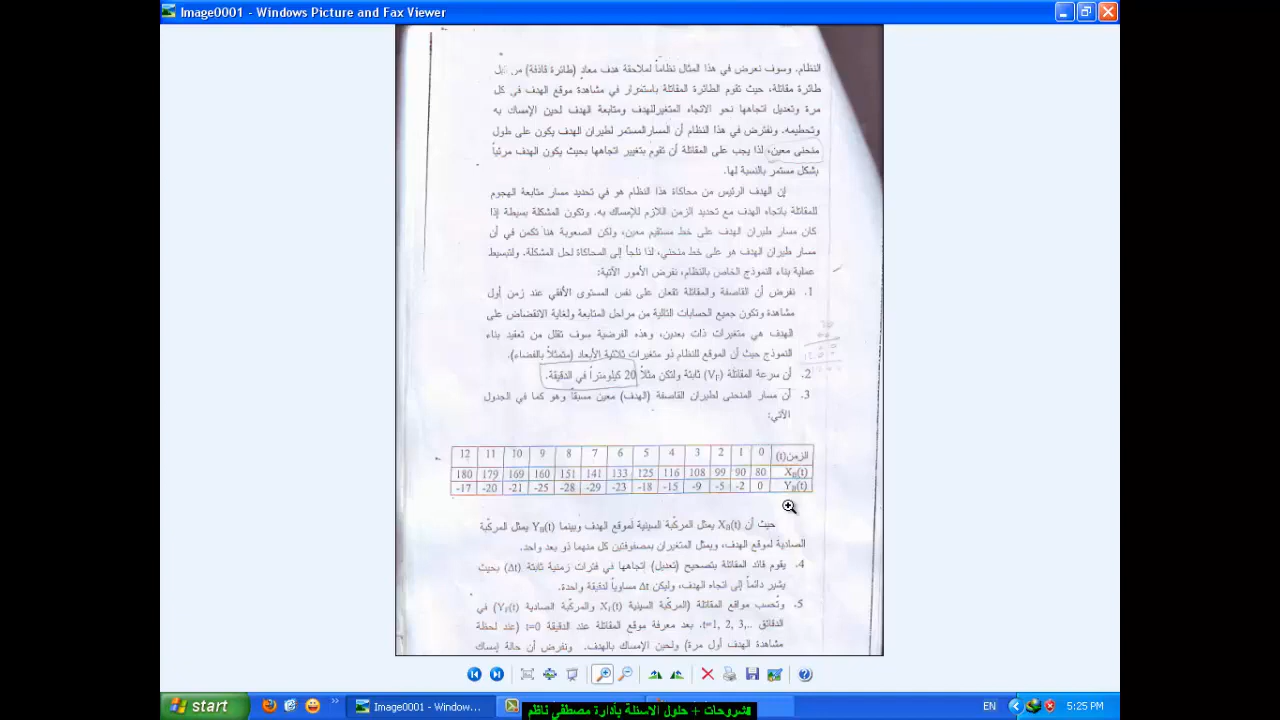 Image0001 - Windows Picture and Fax Viewer
النظام. وسوف نعرض في هذا المثال نظاماً لملاحقة هدف معاد (طائرة قاذفة) من
طائرة مقاتلة، حيث تقوم الطائرة المقاتلة باستمرار في مشاهدة موقع الهدف في كل
مرة وتعديل اتجاهها نحو الاتجاه المتغيرللهدف ومتابعة الهدف لحين الإمساك به
وتحطيمه. ونفترض في هذا النظام أن المسارالمستمر لطيران الهدف يكون على طول
منحنى معين، لذا يجب على المقاتلة أن تقوم بتغيير اتجاهها بحيث يكون الهدف مرئياً
بشكل مستمر بالنسبة لها.
إن الهدف الرئيس من محاكاة هذا النظام هو في تحديد مسار متابعة الهجوم
للمقاتلة باتجاه الهدف مع تحديد الزمن اللازم للإمساك به. وتكون المشكلة بسيطة إذا
كان مسار طيران الهدف على خط مستقيم معين، ولكن الصعوبة هنا تكمن في أن
مسار طيران الهدف هو على خط منحني، لذا نلجأ إلى المحاكاة لحل المشكلة. ولتبسيط
عملية بناء النموذج الخاص بالنظام، نفرض الأمور الآتية:
1. نفرض أن القاصفة والمقاتلة تقعان على نفس المستوى الأفقي عند زمن أول
مشاهدة وتكون جميع الحسابات التالية من مراحل المتابعة ولغاية الانقضاض على
الهدف هي متغيرات ذات بعدين، وهذه الفرضية سوف تقلل من تعقيد بناء
النموذج حيث أن الموقع للنظام ذو متغيرات ثلاثية الأبعاد (متمثلاً بالفضاء).
2. أن سرعة المقاتلة (VF) ثابتة ولتكن مثلاً 20 كيلومتراً في الدقيقة.
3. أن مسار المنحنى لطيران القاصفة (الهدف) معين مسبقاً وهو كما في الجدول
الآتي:
الزمن(t) 0 1 2 3 4 5 6 7 8 9 10 11 12
XB(t) 80 90 99 108 116 125 133 141 151 160 169 179 180
YB(t) 0 -2 -5 -9 -15 -18 -23 -29 -28 -25 -21 -20 -17
حيث أن XB(t) يمثل المركبة السينية لموقع الهدف وبينما YB(t) يمثل المركبة
الصادية لموقع الهدف، ويمثل المتغيران بمصفوفتين كل منهما ذو بعد واحد.
4. يقوم قائد المقاتلة بتصحيح (تعديل) اتجاهها في فترات زمنية ثابتة (Δt) بحيث
يشير دائماً إلى اتجاه الهدف، وليكن Δt مساوياً لدقيقة واحدة.
5. وتُحسب مواقع المقاتلة (المركبة السينية XF(t) والمركبة الصادية YF(t)) في
الدقائق t=1, 2, 3,.. بعد معرفة موقع المقاتلة عند الدقيقة t=0 (عند لحظة
مشاهدة الهدف أول مرة) ولحين الإمساك بالهدف. ونفترض أن حالة إمساك
start
Image0001 - Window...
شروحات + حلول الاسئلة بأدارة مصطفى ناظم
EN
5:25 PM